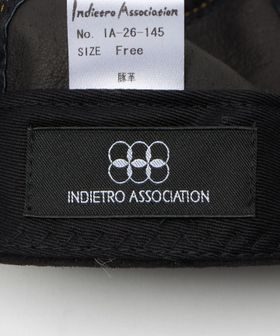 Indietro Association
No. IA-26-145
SIZE Free
豚革
INDIETRO ASSOCIATION